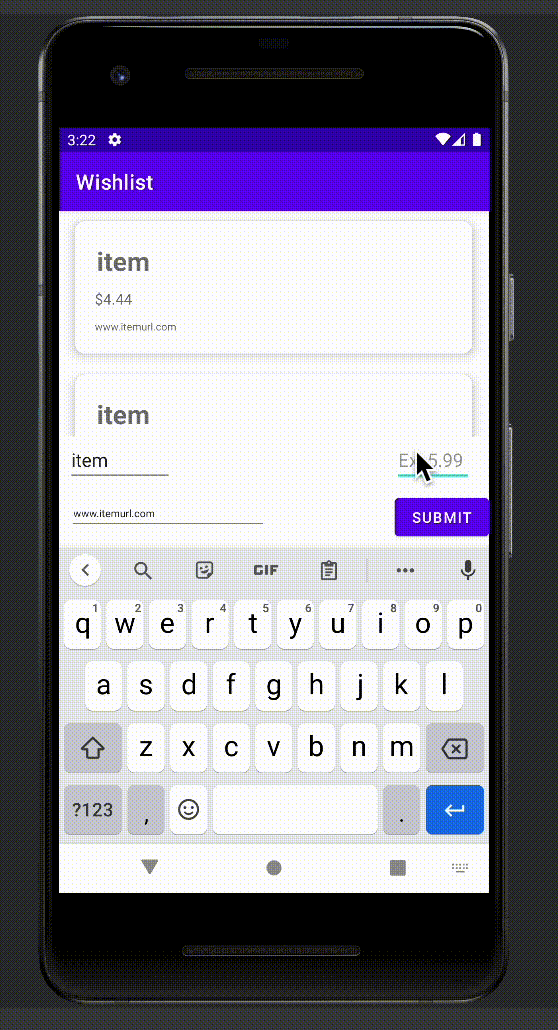 3:22
Wishlist
item
$4.44
www.itemurl.com
item
item
5.99
www.itemurl.com
SUBMIT
GIF
1 2 3 4 5 6 7 8 9 0
q w e r t y u i o p
a s d f g h j k l
z x c v b n m
?123 , .